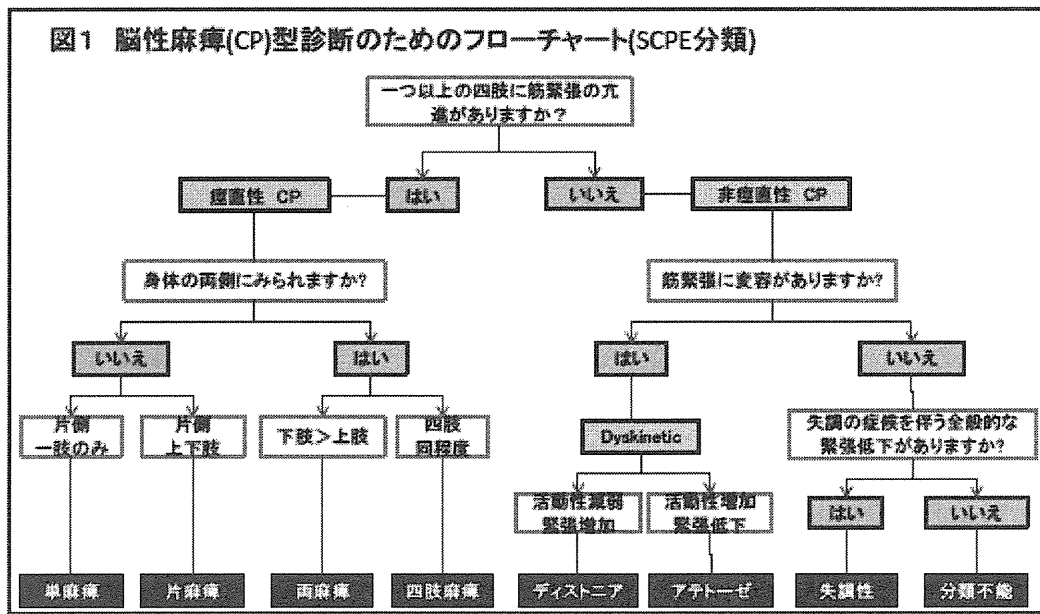 図1 脳性麻痺(CP)型診断のためのフローチャート(SCPE分類)
一つ以上の四肢に筋緊張の亢
進がありますか?
痙直性 CP
はい
いいえ
非痙直性 CP
身体の両側にみられますか?
筋緊張に変容がありますか?
いいえ
はい
はい
いいえ
片側
一肢のみ
片側
上下肢
下肢>上肢
四肢
同程度
Dyskinetic
失調の症候を伴う全般的な
緊張低下がありますか?
活動性減弱
緊張増加
活動性増加
緊張低下
はい
いいえ
単麻痺
片麻痺
両麻痺
四肢麻痺
ディストニア
アテトーゼ
失調性
分類不能